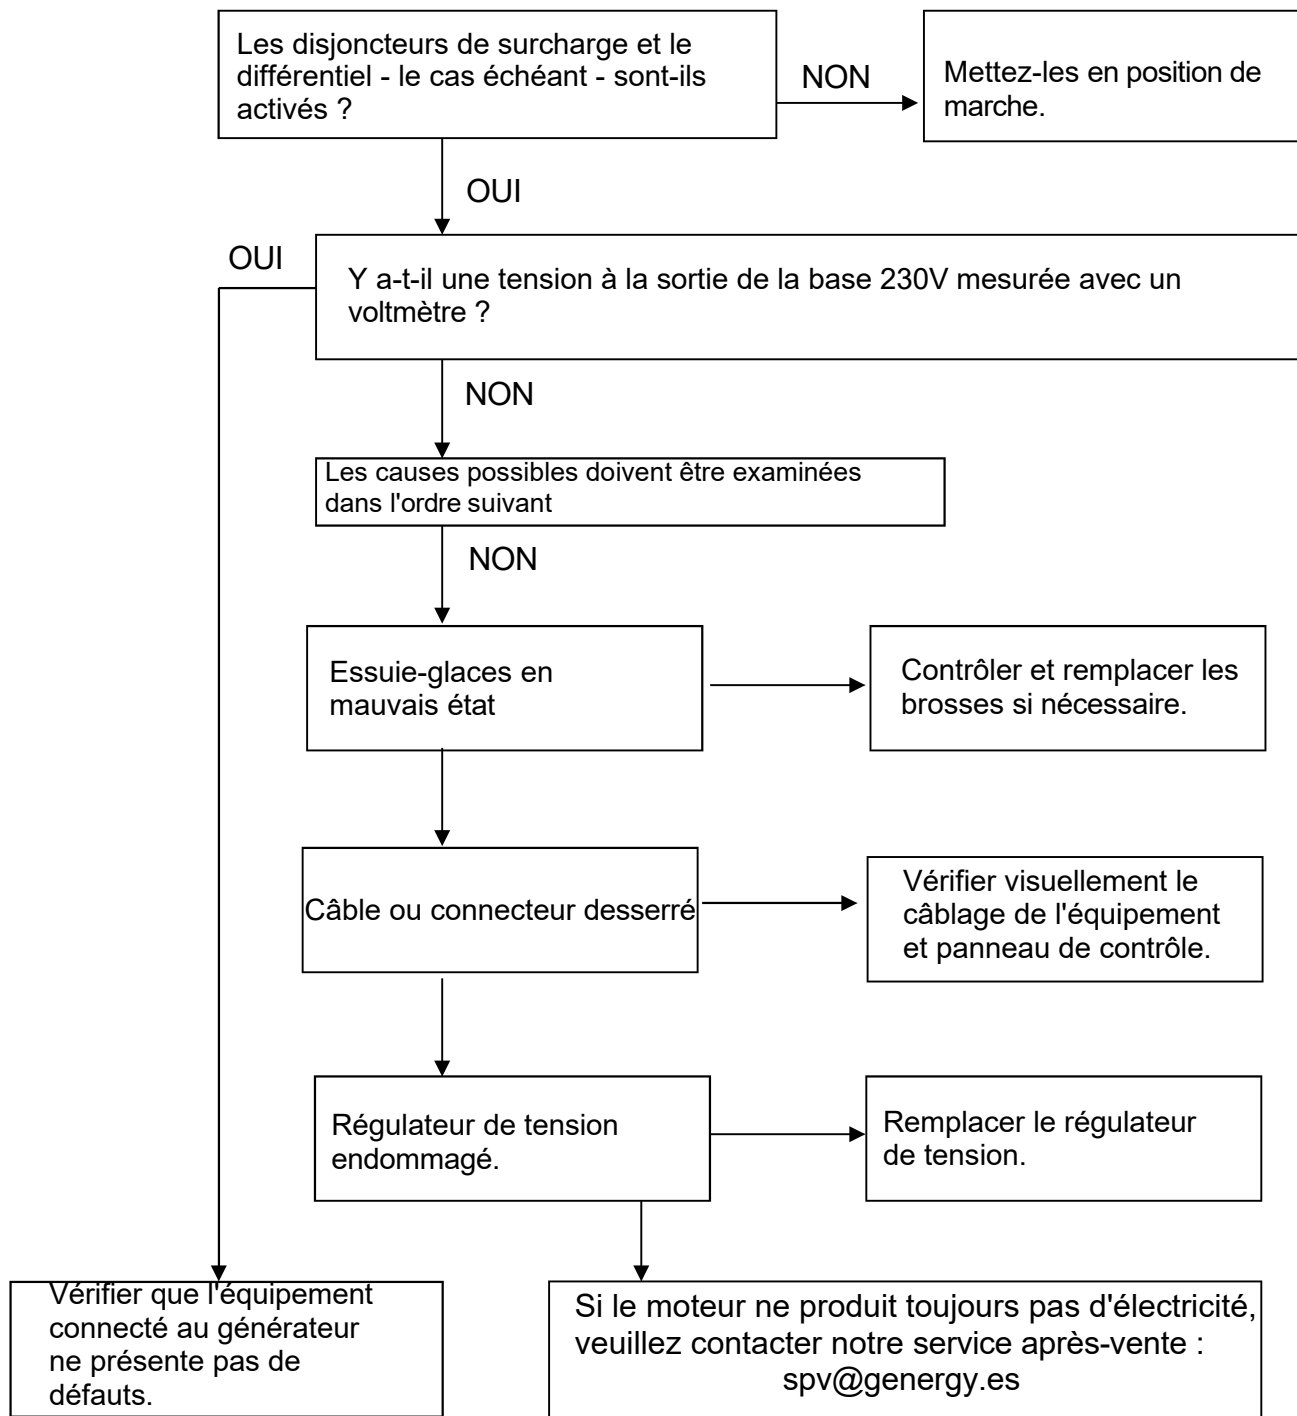 Les disjoncteurs de surcharge et le
différentiel - le cas échéant - sont-ils
activés ?
NON
Mettez-les en position de
marche.
OUI
OUI
Y a-t-il une tension à la sortie de la base 230V mesurée avec un
voltmètre ?
NON
Les causes possibles doivent être examinées
dans l'ordre suivant
NON
Essuie-glaces en
mauvais état
Contrôler et remplacer les
brosses si nécessaire.
Câble ou connecteur desserré
Vérifier visuellement le
câblage de l'équipement
et panneau de contrôle.
Régulateur de tension
endommagé.
Remplacer le régulateur
de tension.
Vérifier que l'équipement
connecté au générateur
ne présente pas de
défauts.
Si le moteur ne produit toujours pas d'électricité,
veuillez contacter notre service après-vente :
spv@genergy.es